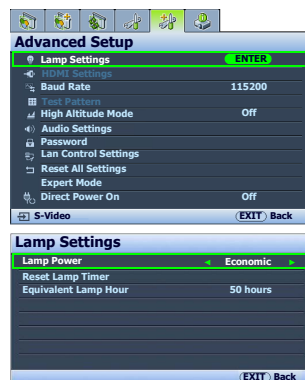 Advanced Setup
Lamp Settings ENTER
HDMI Settings
Baud Rate 115200
Test Pattern
High Altitude Mode Off
Audio Settings
Password
Lan Control Settings
Reset All Settings
Expert Mode
Direct Power On Off
S-Video EXIT Back
Lamp Settings
Lamp Power Economic
Reset Lamp Timer
Equivalent Lamp Hour 50 hours
EXIT Back